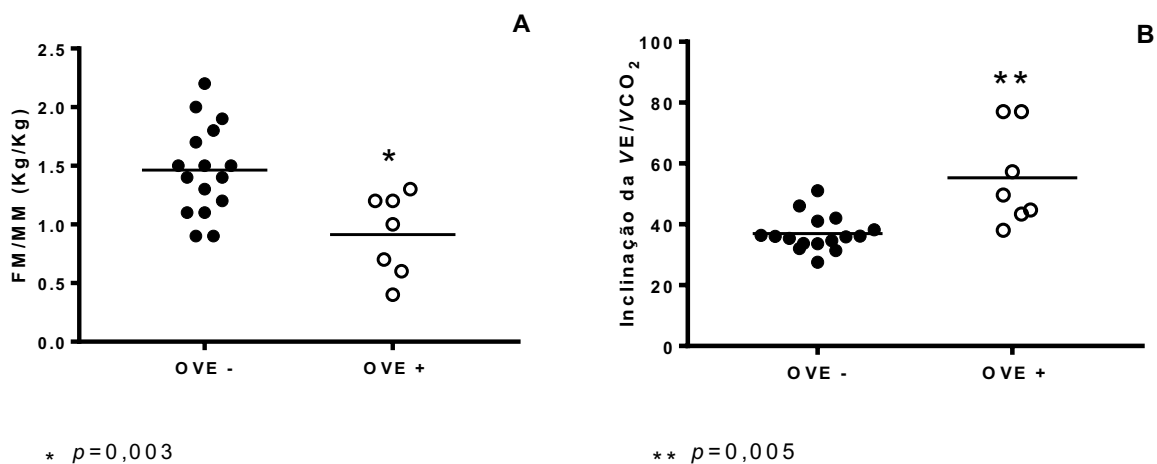 A
FM/MM (Kg/Kg)
2.5
2.0
1.5
1.0
0.5
0.0
*
OVE -
OVE +
* p=0,003
B
Inclinação da VE/VCO2
100
80
60
40
20
0
**
OVE -
OVE +
** p=0,005